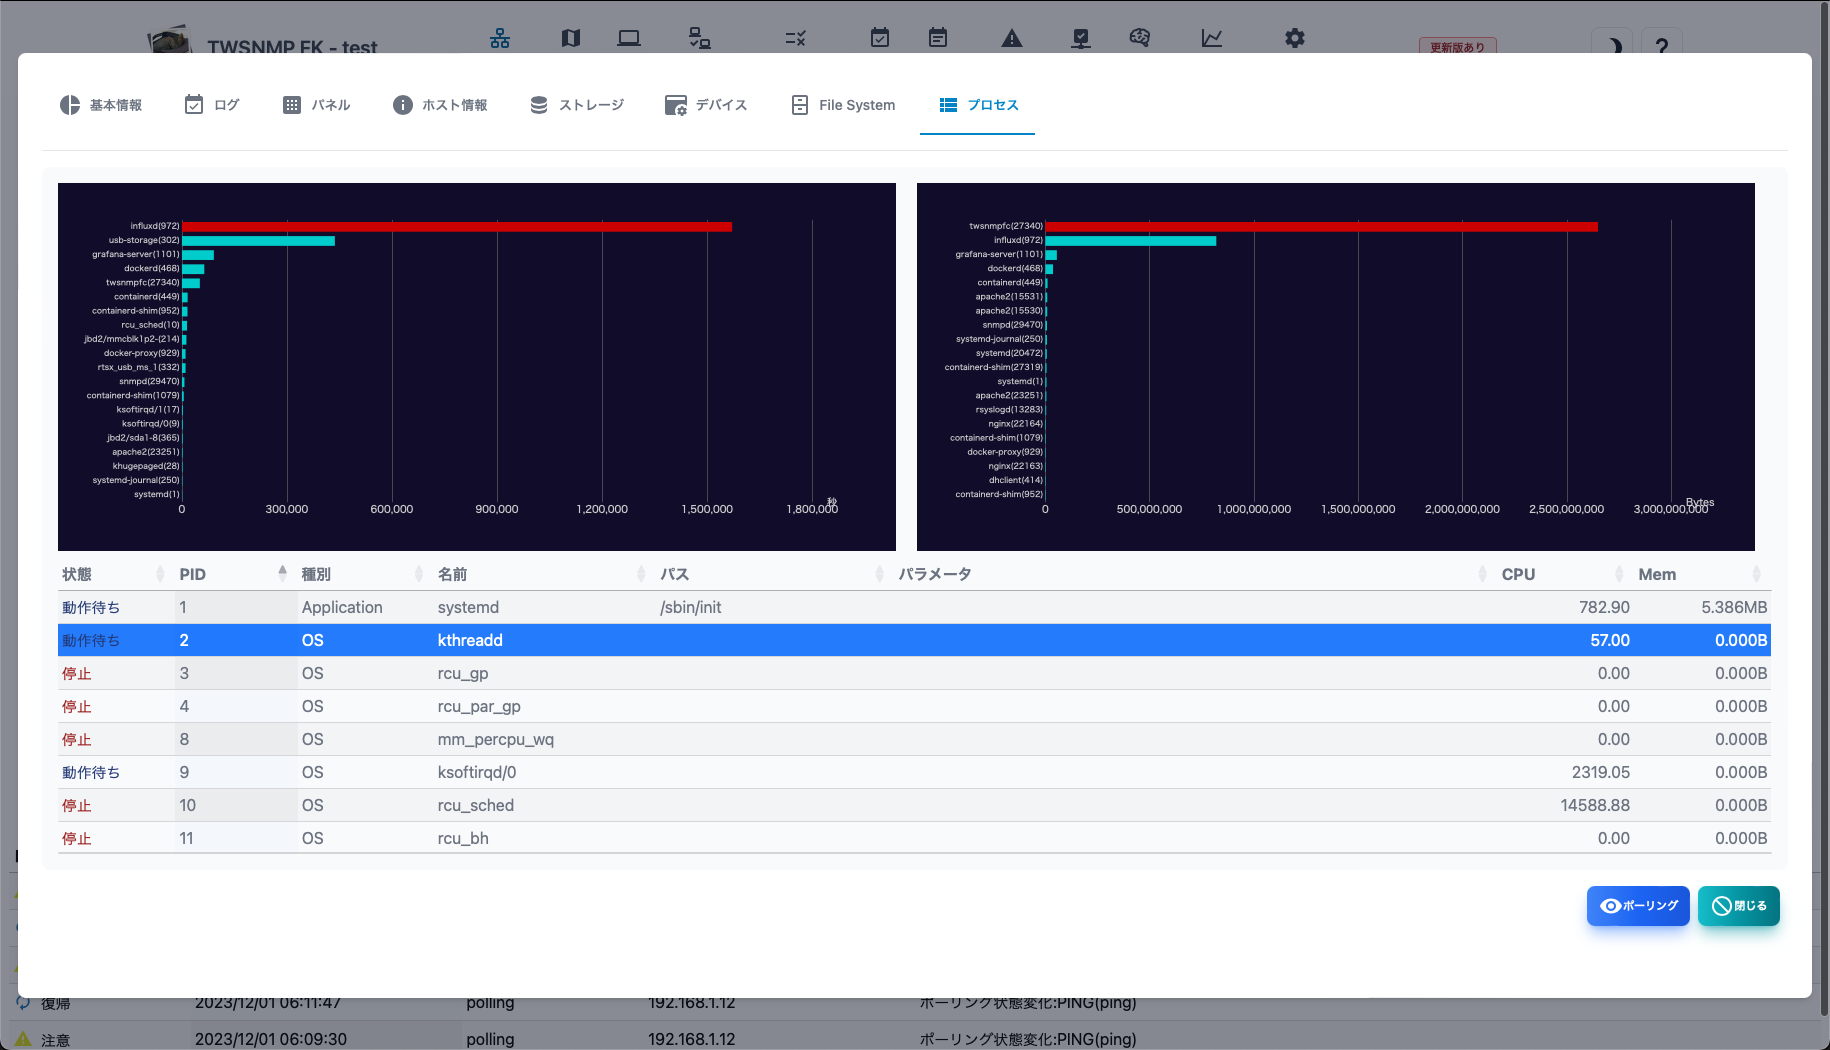 TWSNMP FK - test
更新版あり
?
基本情報 ログ パネル ホスト情報 ストレージ デバイス File System プロセス
influxd(972)
usb-storage(302)
grafana-server(1101)
dockerd(468)
twsnmpfc(27340)
containerd(449)
containerd-shim(952)
rcu_sched(10)
jbd2/mmcblk1p2-(214)
docker-proxy(929)
rtsx_usb_ms_1(332)
snmpd(29470)
containerd-shim(1079)
ksoftirqd/1(17)
ksoftirqd/0(9)
jbd2/sda1-8(365)
apache2(23251)
khugepaged(28)
systemd-journal(250)
systemd(1)
秒
0 300,000 600,000 900,000 1,200,000 1,500,000 1,800,000
twsnmpfc(27340)
influxd(972)
grafana-server(1101)
dockerd(468)
containerd(449)
apache2(15531)
apache2(15530)
snmpd(29470)
systemd-journal(250)
systemd(20472)
containerd-shim(27319)
systemd(1)
apache2(23251)
rsyslogd(13283)
nginx(22164)
containerd-shim(1079)
docker-proxy(929)
nginx(22163)
dhclient(414)
containerd-shim(952)
Bytes
0 500,000,000 1,000,000,000 1,500,000,000 2,000,000,000 2,500,000,000 3,000,000,000
状態 PID 種別 名前 パス パラメータ CPU Mem
動作待ち 1 Application systemd /sbin/init 782.90 5.386MB
動作待ち 2 OS kthreadd 57.00 0.000B
停止 3 OS rcu_gp 0.00 0.000B
停止 4 OS rcu_par_gp 0.00 0.000B
停止 8 OS mm_percpu_wq 0.00 0.000B
動作待ち 9 OS ksoftirqd/0 2319.05 0.000B
停止 10 OS rcu_sched 14588.88 0.000B
停止 11 OS rcu_bh 0.00 0.000B
ポーリング 閉じる
復帰 2023/12/01 06:11:47 polling 192.168.1.12 ポーリング状態変化:PING(ping)
注意 2023/12/01 06:09:30 polling 192.168.1.12 ポーリング状態変化:PING(ping)